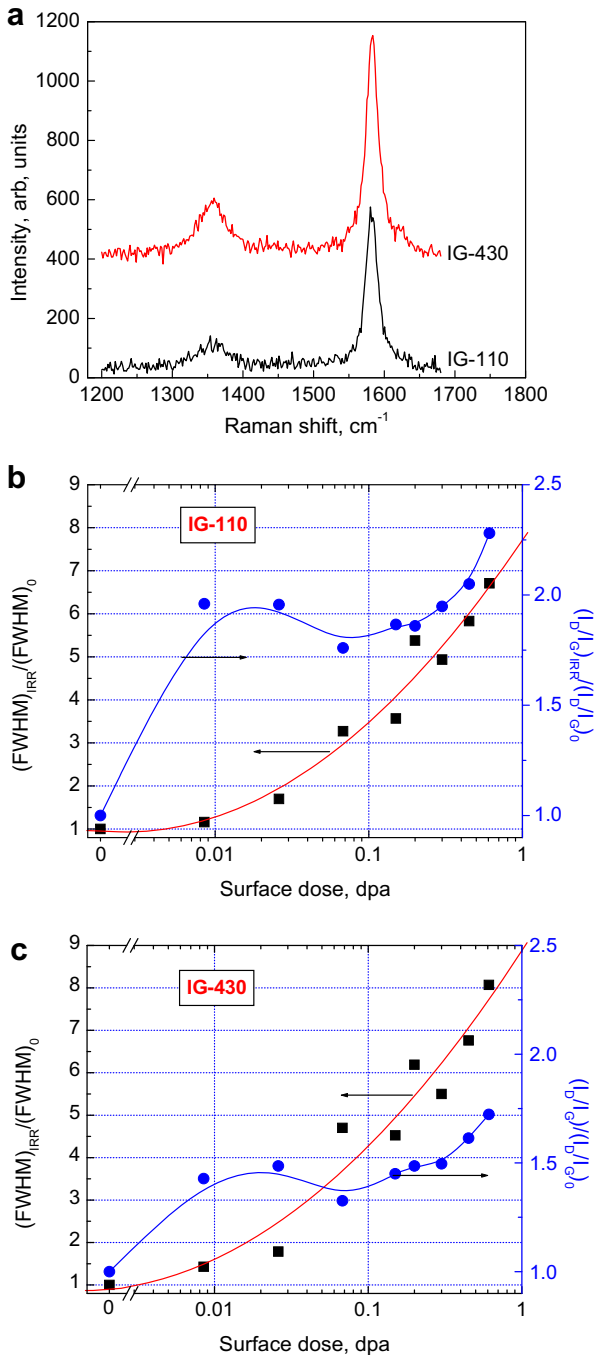 a
1200
1000
800
600
400
200
0
Intensity, arb, units
IG-430
IG-110
1200 1300 1400 1500 1600 1700 1800
Raman shift, cm-1
b
9
8
7
6
5
4
3
2
1
(FWHM)IRR/(FWHM)0
IG-110
2.5
2.0
1.5
1.0
(ID/IG)IRR/(ID/IG)0
0 0.01 0.1 1
Surface dose, dpa
c
9
8
7
6
5
4
3
2
1
(FWHM)IRR/(FWHM)0
IG-430
2.5
2.0
1.5
1.0
(ID/IG)/(ID/IG)0
0 0.01 0.1 1
Surface dose, dpa